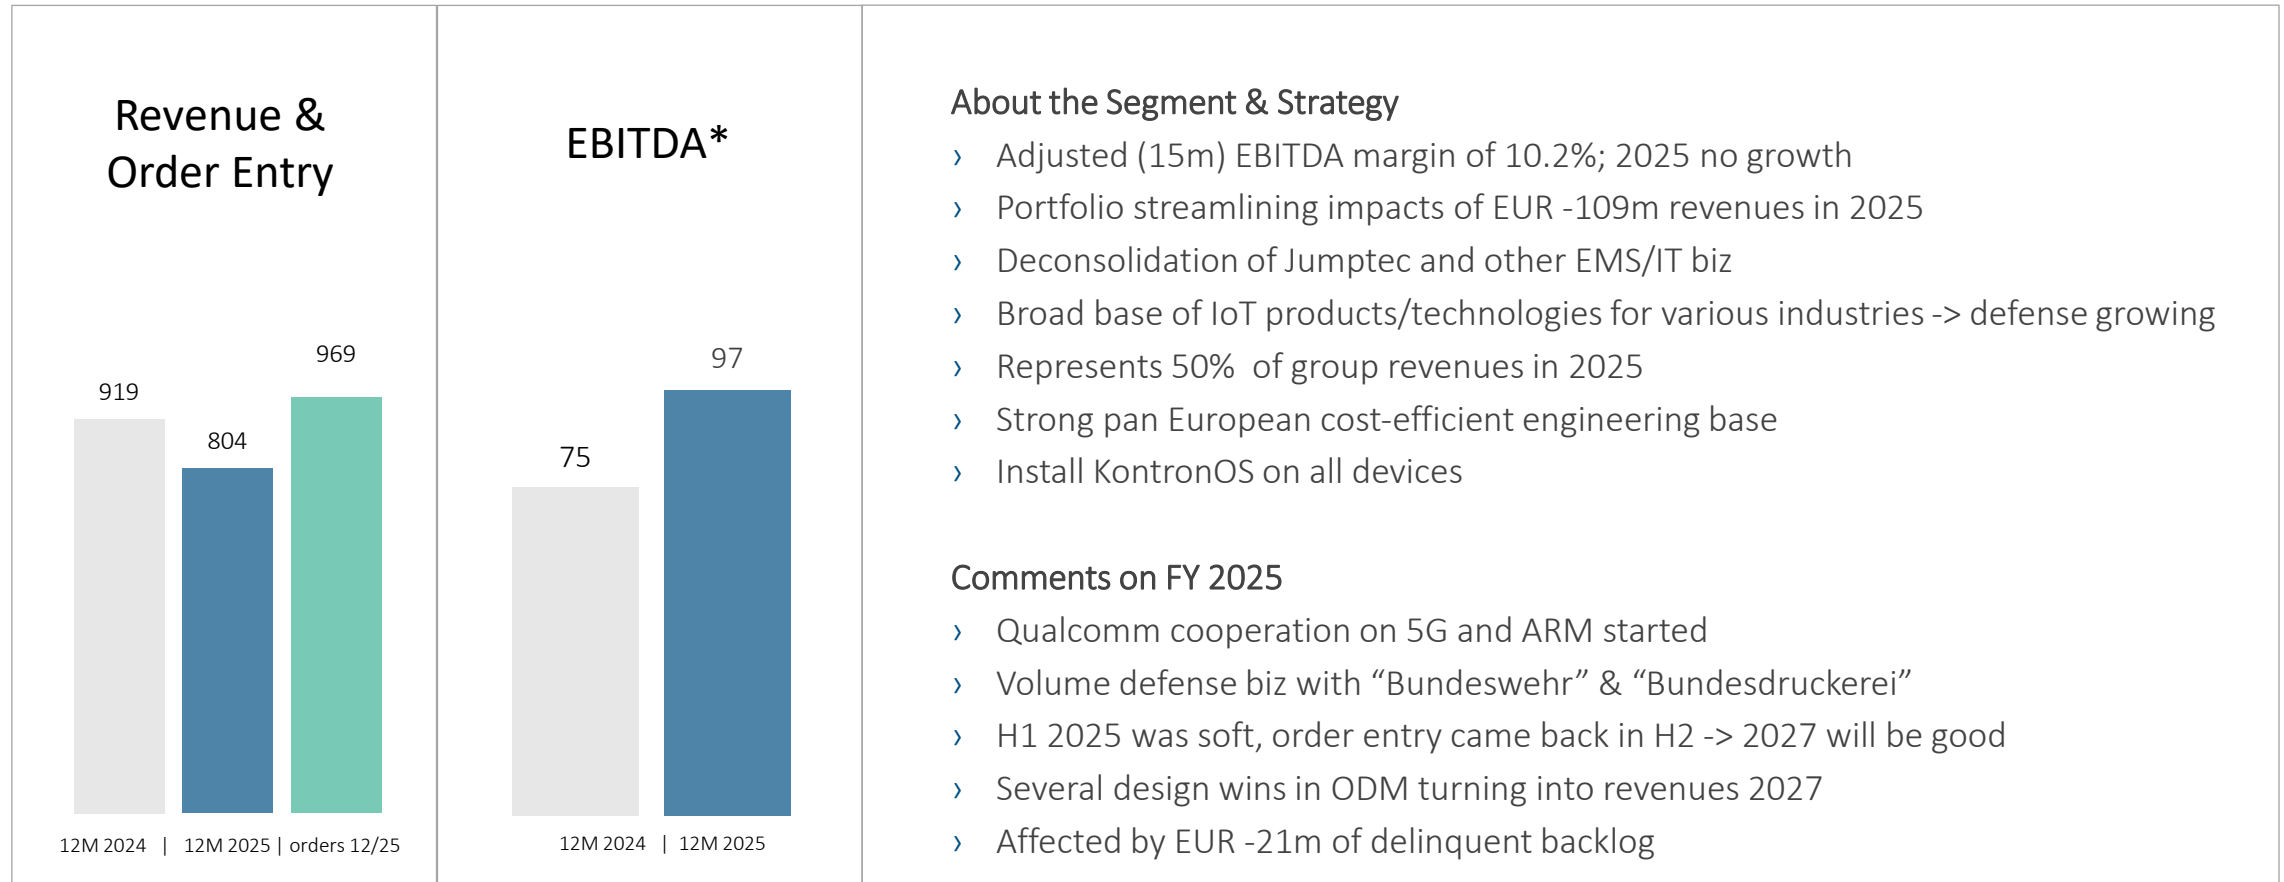 Revenue &
Order Entry
919
804
969
12M 2024 | 12M 2025 | orders 12/25
EBITDA*
75
97
12M 2024 | 12M 2025
About the Segment & Strategy
› Adjusted (15m) EBITDA margin of 10.2%; 2025 no growth
› Portfolio streamlining impacts of EUR -109m revenues in 2025
› Deconsolidation of Jumptec and other EMS/IT biz
› Broad base of IoT products/technologies for various industries -> defense growing
› Represents 50%  of group revenues in 2025
› Strong pan European cost-efficient engineering base
› Install KontronOS on all devices
Comments on FY 2025
› Qualcomm cooperation on 5G and ARM started
› Volume defense biz with “Bundeswehr” & “Bundesdruckerei”
› H1 2025 was soft, order entry came back in H2 -> 2027 will be good
› Several design wins in ODM turning into revenues 2027
› Affected by EUR -21m of delinquent backlog